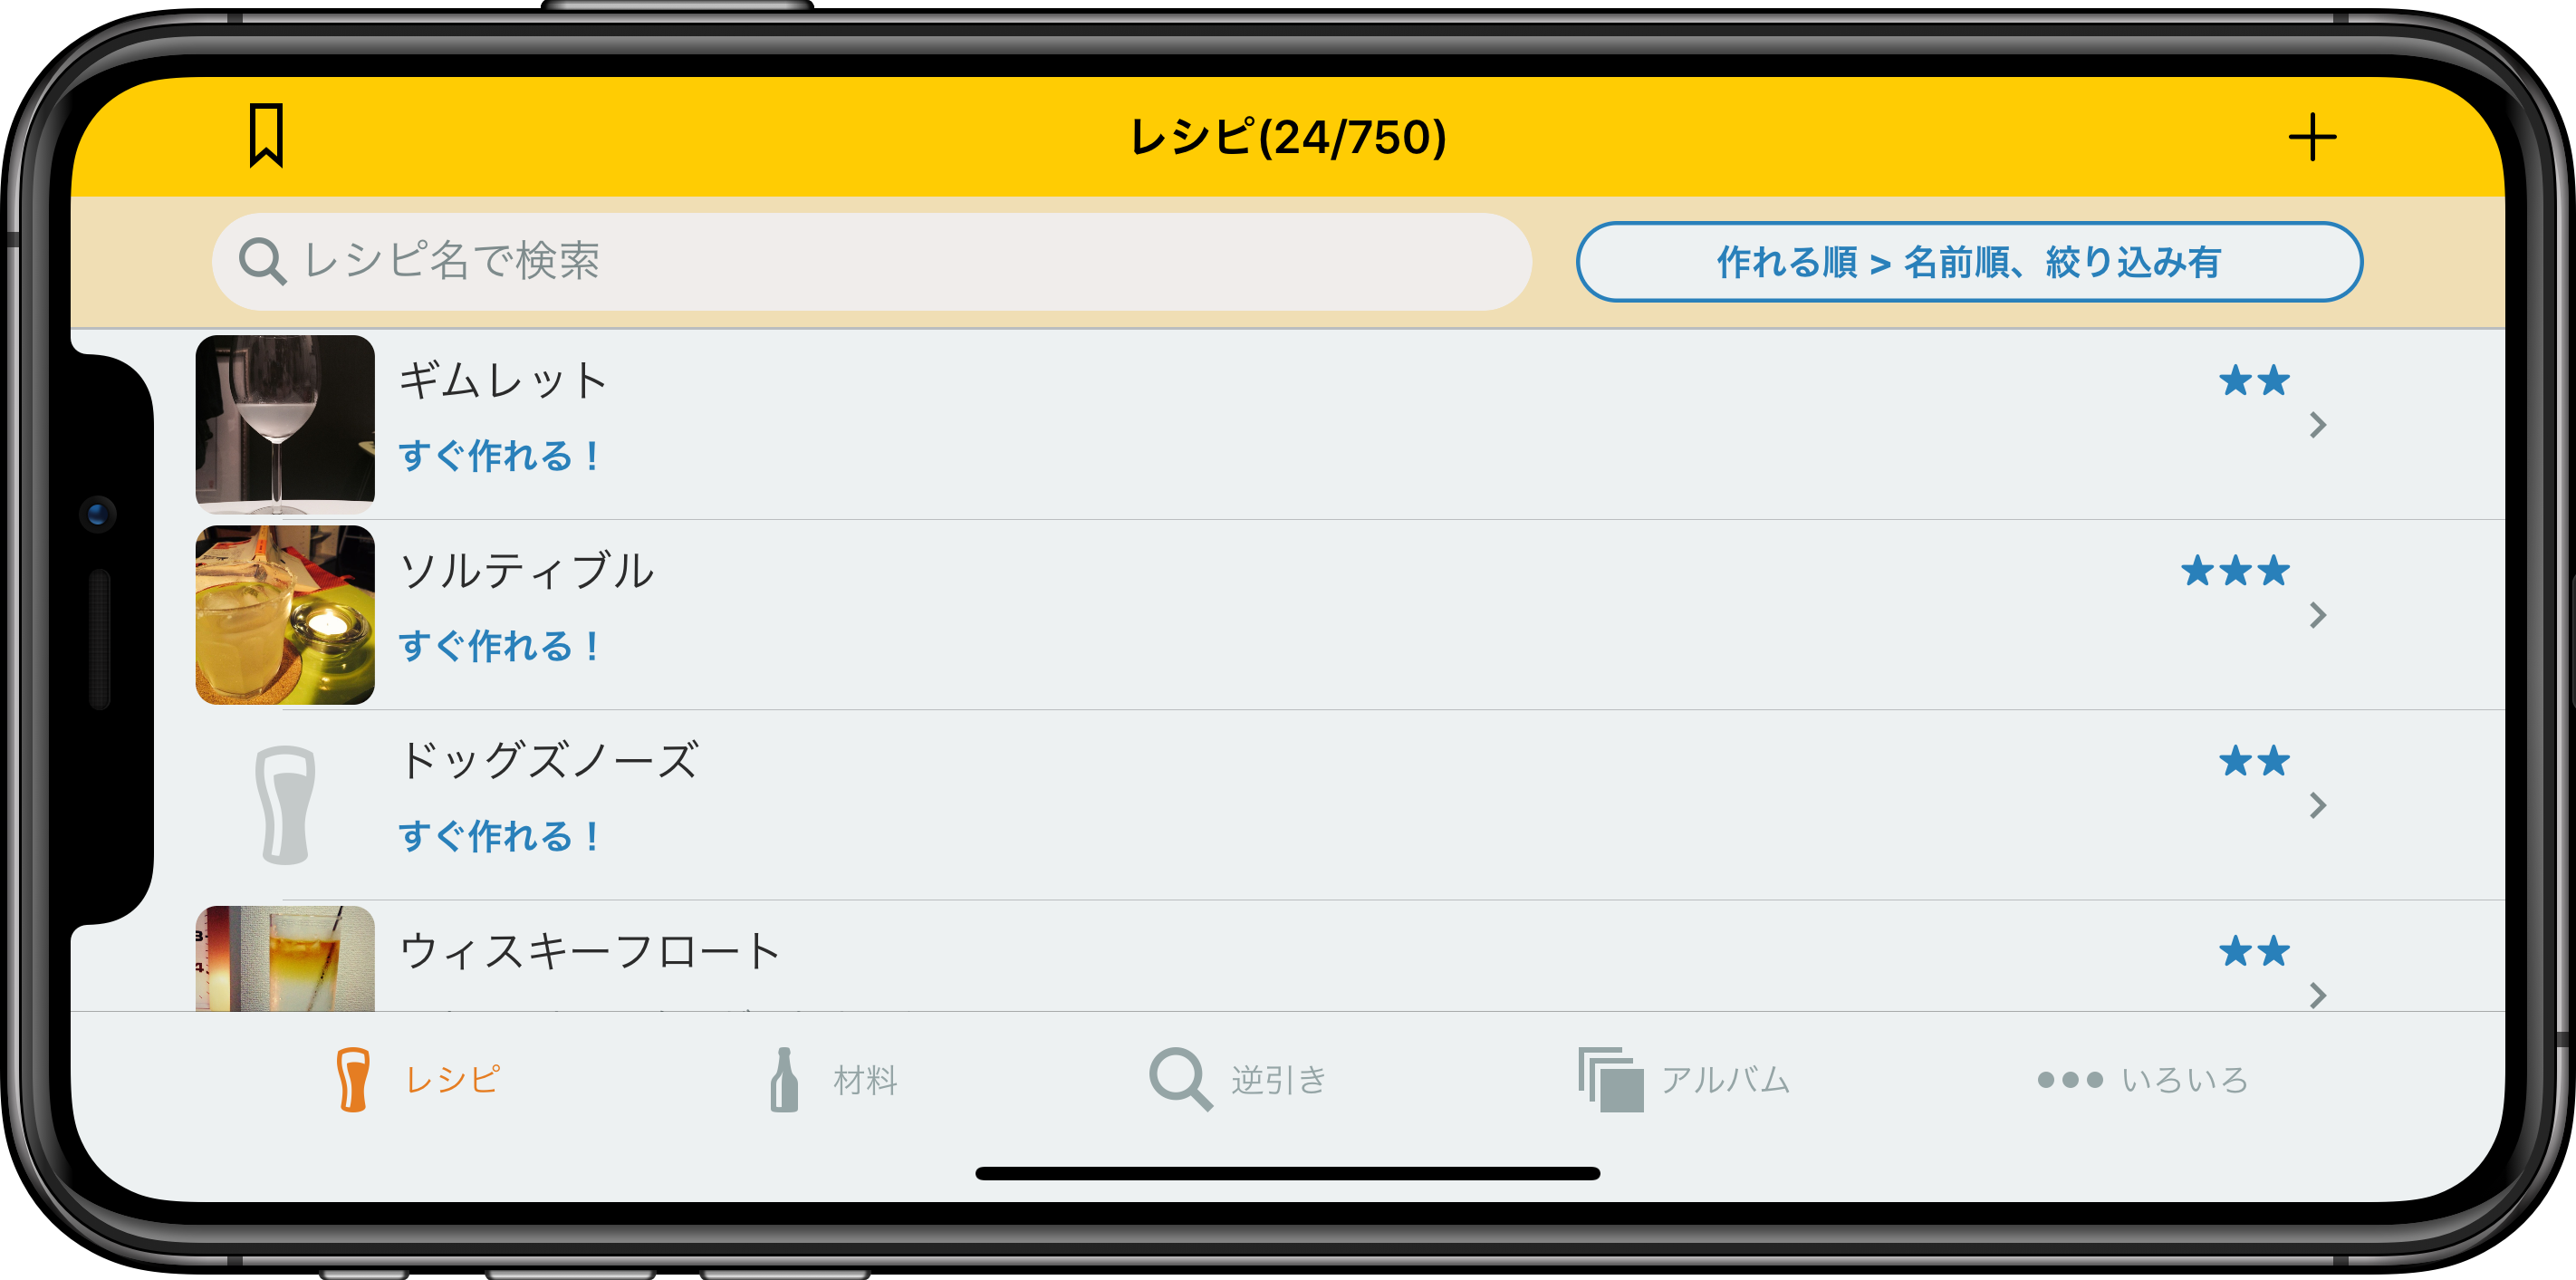 レシピ(24/750)
レシピ名で検索
作れる順 > 名前順、絞り込み有
ギムレット
★★
すぐ作れる！
ソルティブル
★★★
すぐ作れる！
ドッグズノーズ
★★
すぐ作れる！
ウィスキーフロート
★★
レシピ
材料
逆引き
アルバム
いろいろ